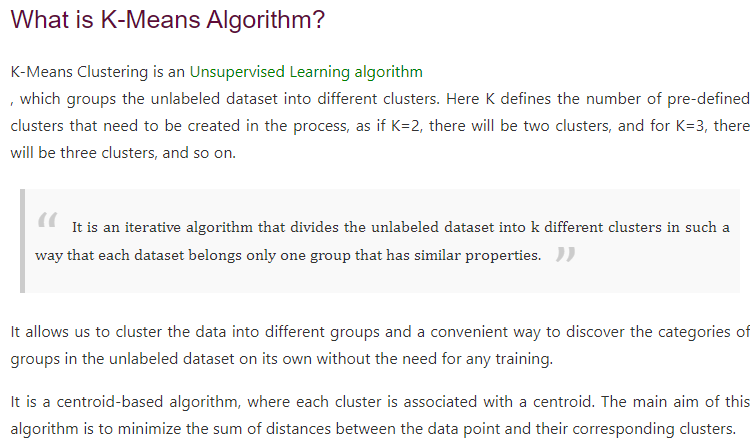 What is K-Means Algorithm?
K-Means Clustering is an Unsupervised Learning algorithm
, which groups the unlabeled dataset into different clusters. Here K defines the number of pre-defined
clusters that need to be created in the process, as if K=2, there will be two clusters, and for K=3, there
will be three clusters, and so on.
“ It is an iterative algorithm that divides the unlabeled dataset into k different clusters in such a
way that each dataset belongs only one group that has similar properties. ”
It allows us to cluster the data into different groups and a convenient way to discover the categories of
groups in the unlabeled dataset on its own without the need for any training.
It is a centroid-based algorithm, where each cluster is associated with a centroid. The main aim of this
algorithm is to minimize the sum of distances between the data point and their corresponding clusters.